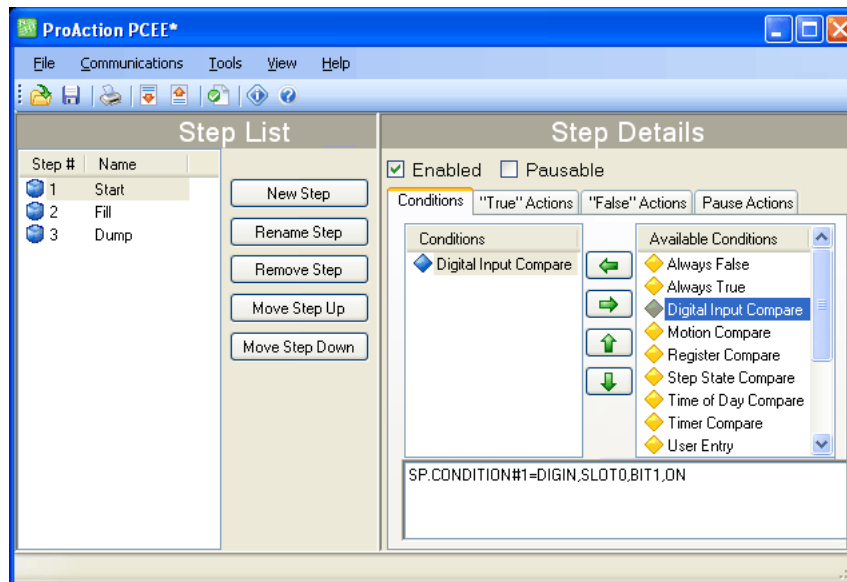 ProAction PCEE*
File Communications Tools View Help
Step List
Step # Name
1 Start
2 Fill
3 Dump
New Step
Rename Step
Remove Step
Move Step Up
Move Step Down
Step Details
Enabled Pausable
Conditions "True" Actions "False" Actions Pause Actions
Conditions
Digital Input Compare
Available Conditions
Always False
Always True
Digital Input Compare
Motion Compare
Register Compare
Step State Compare
Time of Day Compare
Timer Compare
User Entry
SP.CONDITION#1=DIGIN,SLOT0,BIT1,ON